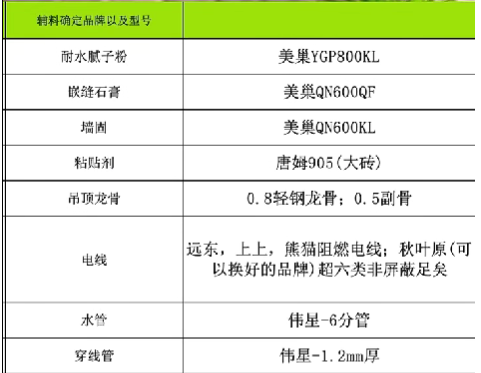 辅料确定品牌以及型号
耐水腻子粉
美巢YGP800KL
嵌缝石膏
美巢QN600QF
墙固
美巢QN600KL
粘贴剂
唐姆905(大砖)
吊顶龙骨
0.8轻钢龙骨；0.5副骨
电线
远东，上上，熊猫阻燃电线；秋叶原(可
以换好的品牌)超六类非屏蔽足矣
水管
伟星-6分管
穿线管
伟星-1.2mm厚